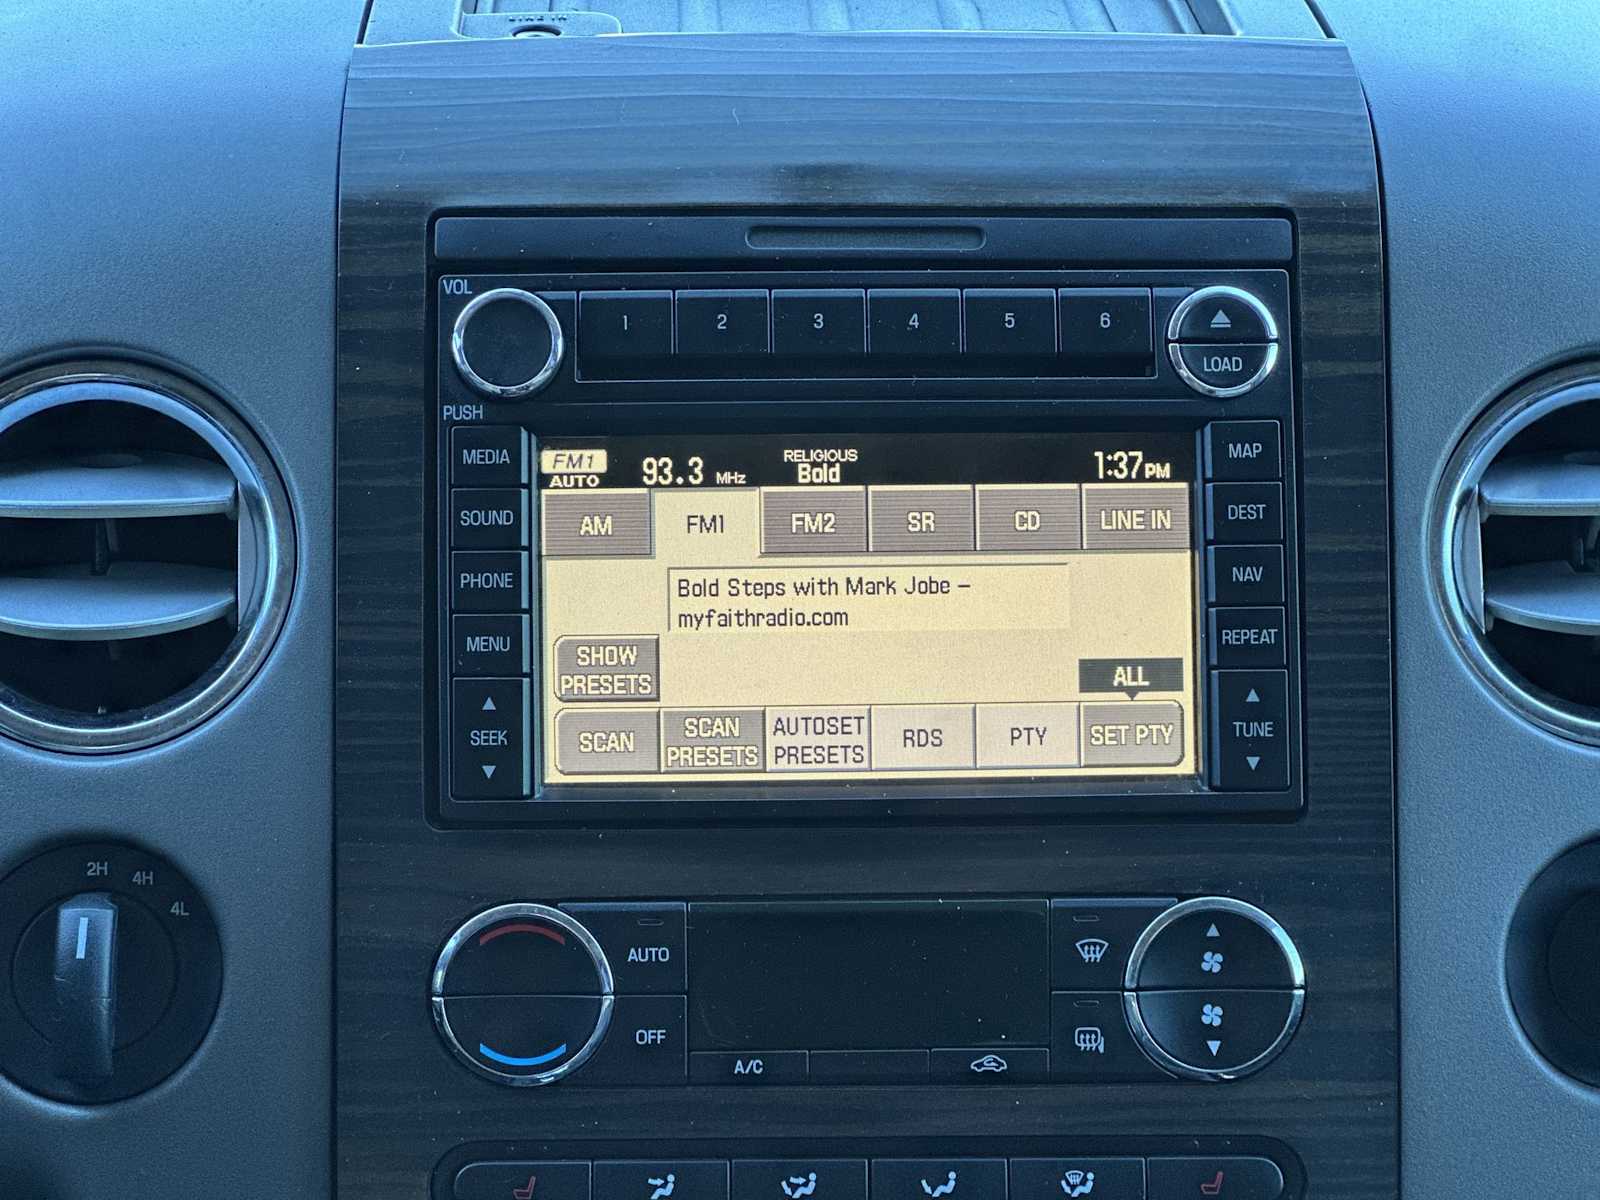 LINE IN
VOL
1 2 3 4 5 6
LOAD
PUSH
MEDIA
SOUND
PHONE
MENU
SEEK
FM1
AUTO
93.3 MHz
RELIGIOUS
Bold
1:37PM
AM FM1 FM2 SR CD LINE IN
Bold Steps with Mark Jobe –
myfaithradio.com
SHOW
PRESETS
ALL
SCAN
SCAN
PRESETS
AUTOSET
PRESETS
RDS
PTY
SET PTY
MAP
DEST
NAV
REPEAT
TUNE
2H 4H
4L
AUTO
OFF
A/C